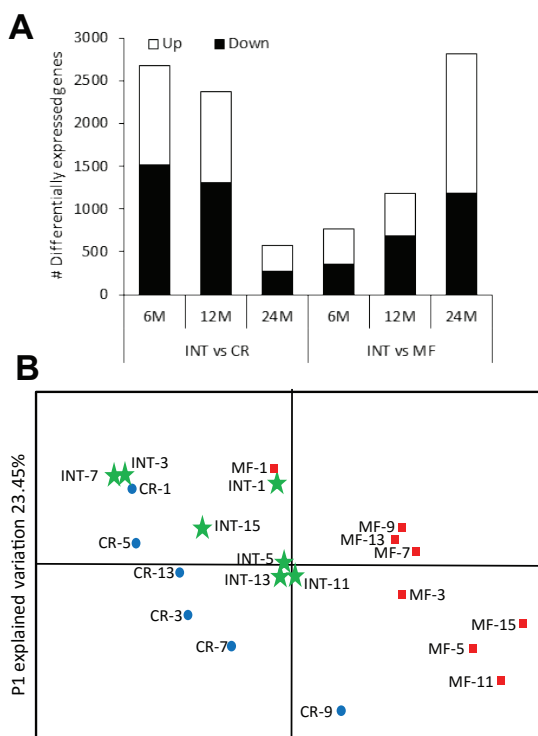 A
Up Down
# Differentially expressedgenes
3000
2500
2000
1500
1000
500
0
6M 12M 24M 6M 12M 24M
INT vs CR INT vs MF
B
P1 explained variation 23.45%
INT-7
INT-3
CR-1
MF-1
INT-1
INT-15
CR-5
MF-9
MF-13
MF-7
INT-5
CR-13
INT-13
INT-11
MF-3
CR-3
MF-15
CR-7
MF-5
MF-11
CR-9